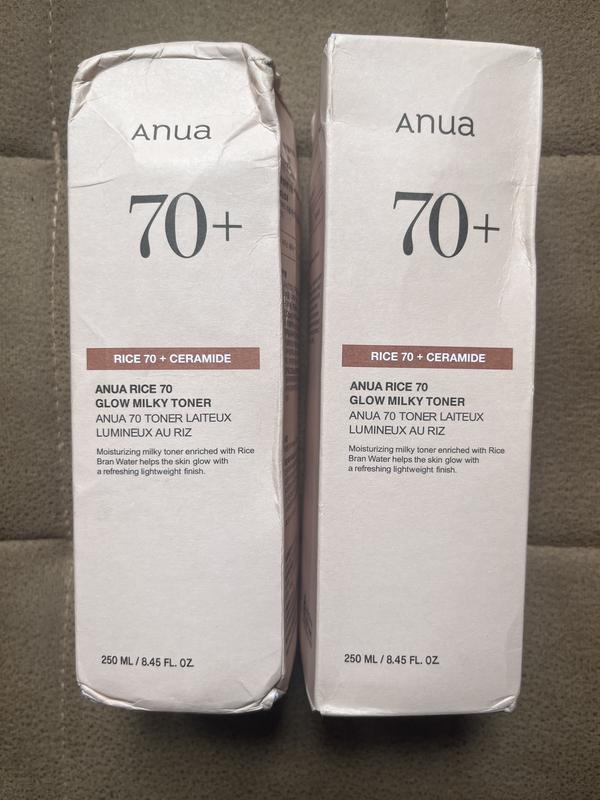 Anua
70+
RICE 70 + CERAMIDE
ANUA RICE 70
GLOW MILKY TONER
ANUA 70 TONER LAITEUX
LUMINEUX AU RIZ
Moisturizing milky toner enriched with Rice
Bran Water helps the skin glow with
a refreshing lightweight finish.
250 ML / 8.45 FL. OZ.
Anua
70+
RICE 70 + CERAMIDE
ANUA RICE 70
GLOW MILKY TONER
ANUA 70 TONER LAITEUX
LUMINEUX AU RIZ
Moisturizing milky toner enriched with Rice
Bran Water helps the skin glow with
a refreshing lightweight finish.
250 ML / 8.45 FL. OZ.